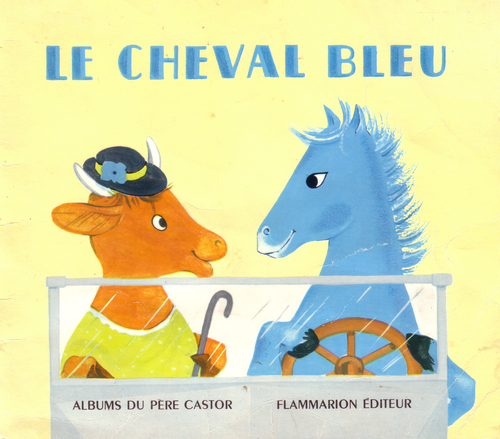 LE CHEVAL BLEU
ALBUMS DU PÈRE CASTOR FLAMMARION ÉDITEUR